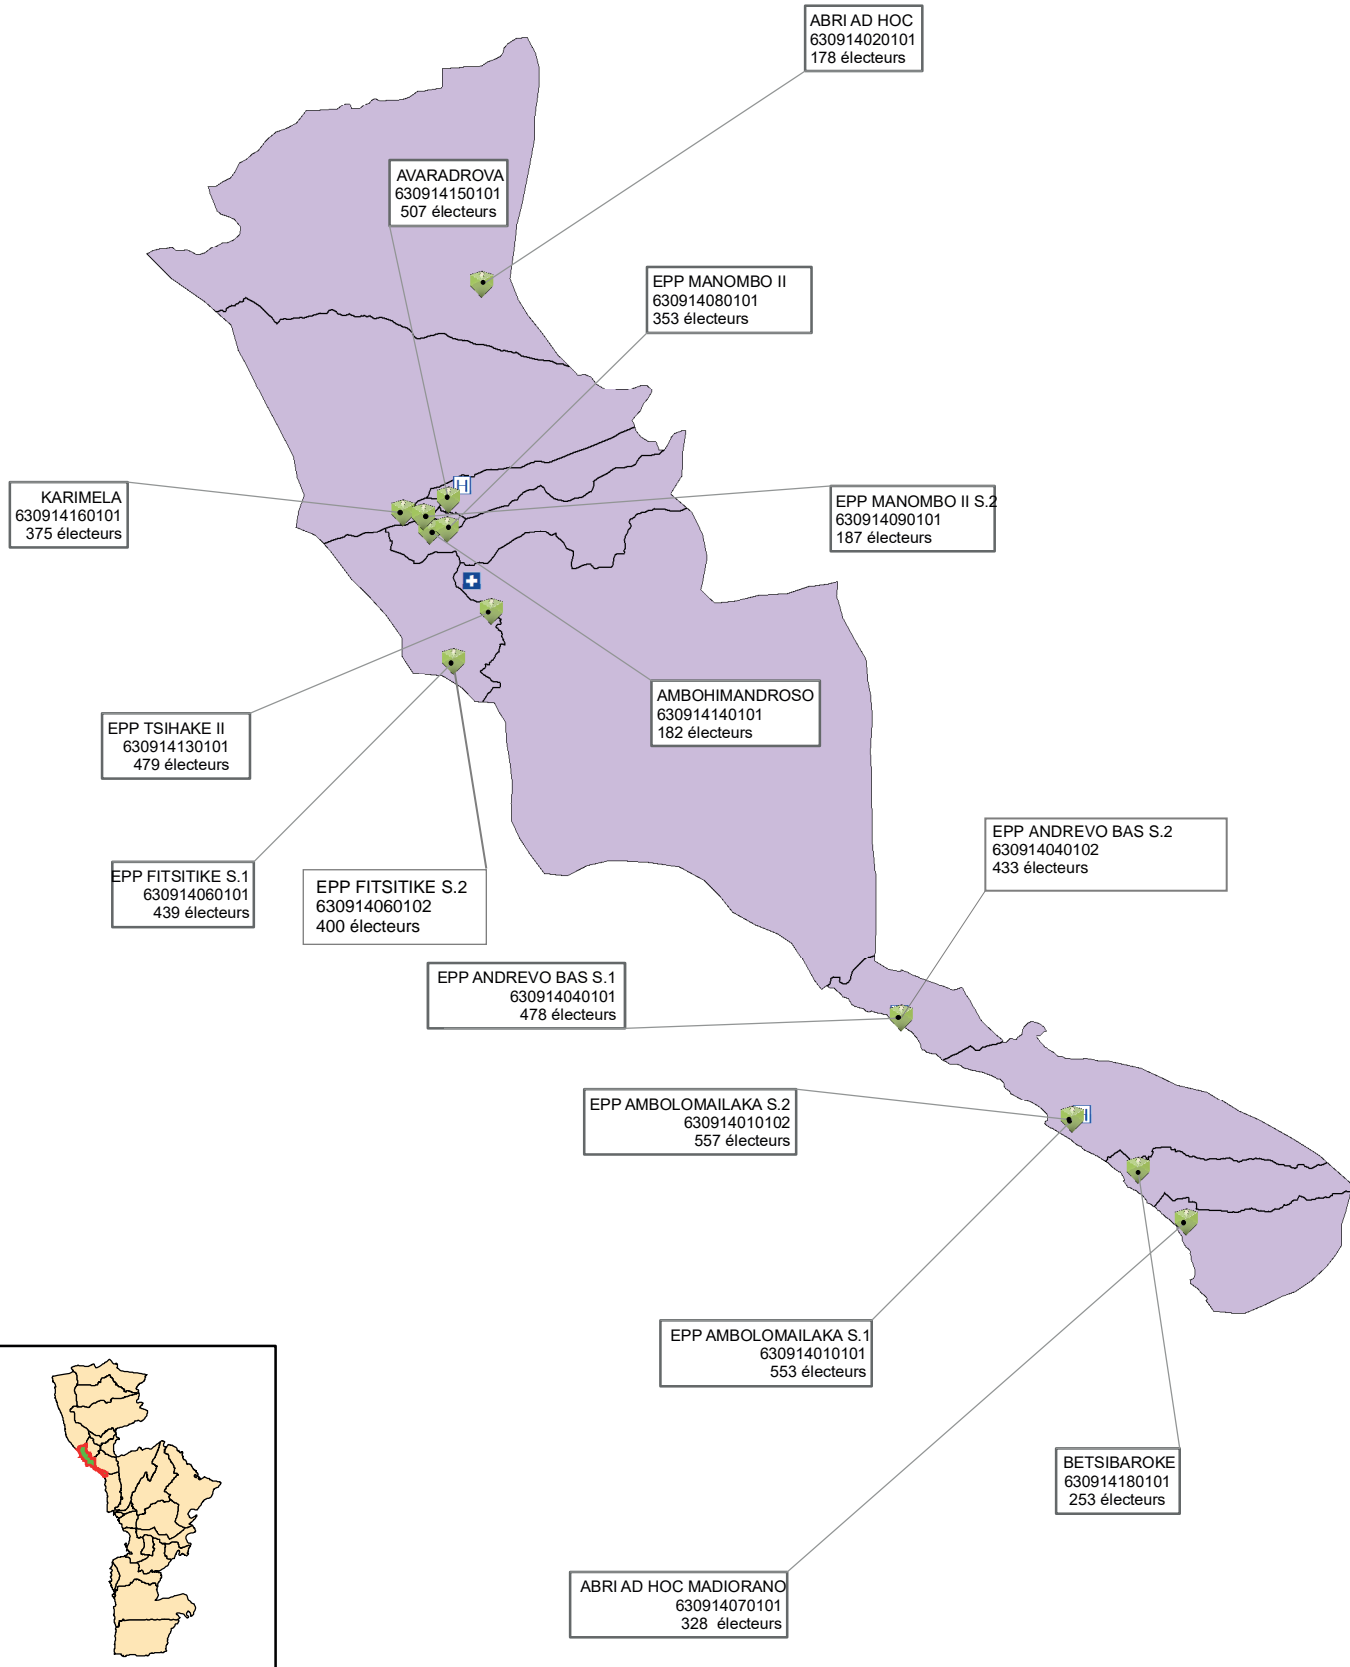 ABRI AD HOC
630914020101
178 électeurs
AVARADROVA
630914150101
507 électeurs
EPP MANOMBO II
630914080101
353 électeurs
KARIMELA
630914160101
375 électeurs
H
EPP MANOMBO II S.2
630914090101
187 électeurs
AMBOHIMANDROSO
630914140101
182 électeurs
EPP TSIHAKE II
630914130101
479 électeurs
EPP FITSITIKE S.1
630914060101
439 électeurs
EPP FITSITIKE S.2
630914060102
400 électeurs
EPP ANDREVO BAS S.2
630914040102
433 électeurs
EPP ANDREVO BAS S.1
630914040101
478 électeurs
EPP AMBOLOMAILAKA S.2
630914010102
557 électeurs
EPP AMBOLOMAILAKA S.1
630914010101
553 électeurs
BETSIBAROKE
630914180101
253 électeurs
ABRI AD HOC MADIORANO
630914070101
328 électeurs